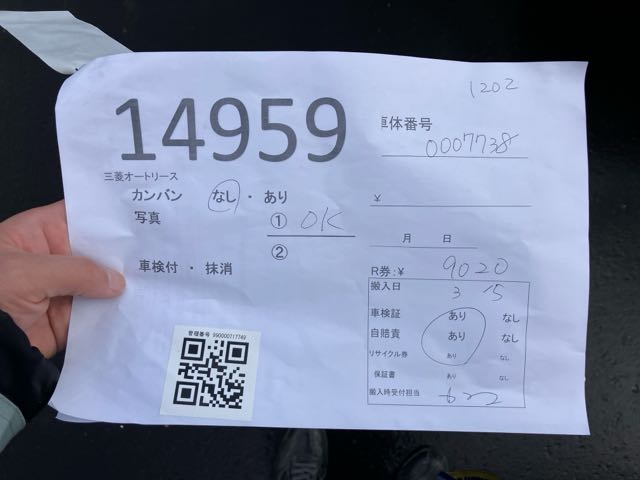 1202
14959
車体番号
0007738
三菱オートリース
カンバン なし・あり
¥
写真 ① OK
②
月 日
車検付・抹消
R券:¥ 9020
搬入日 3 15
車検証 あり なし
自賠責 あり なし
リサイクル券 あり なし
保証書 あり なし
搬入時受付担当
管理番号 990000717749